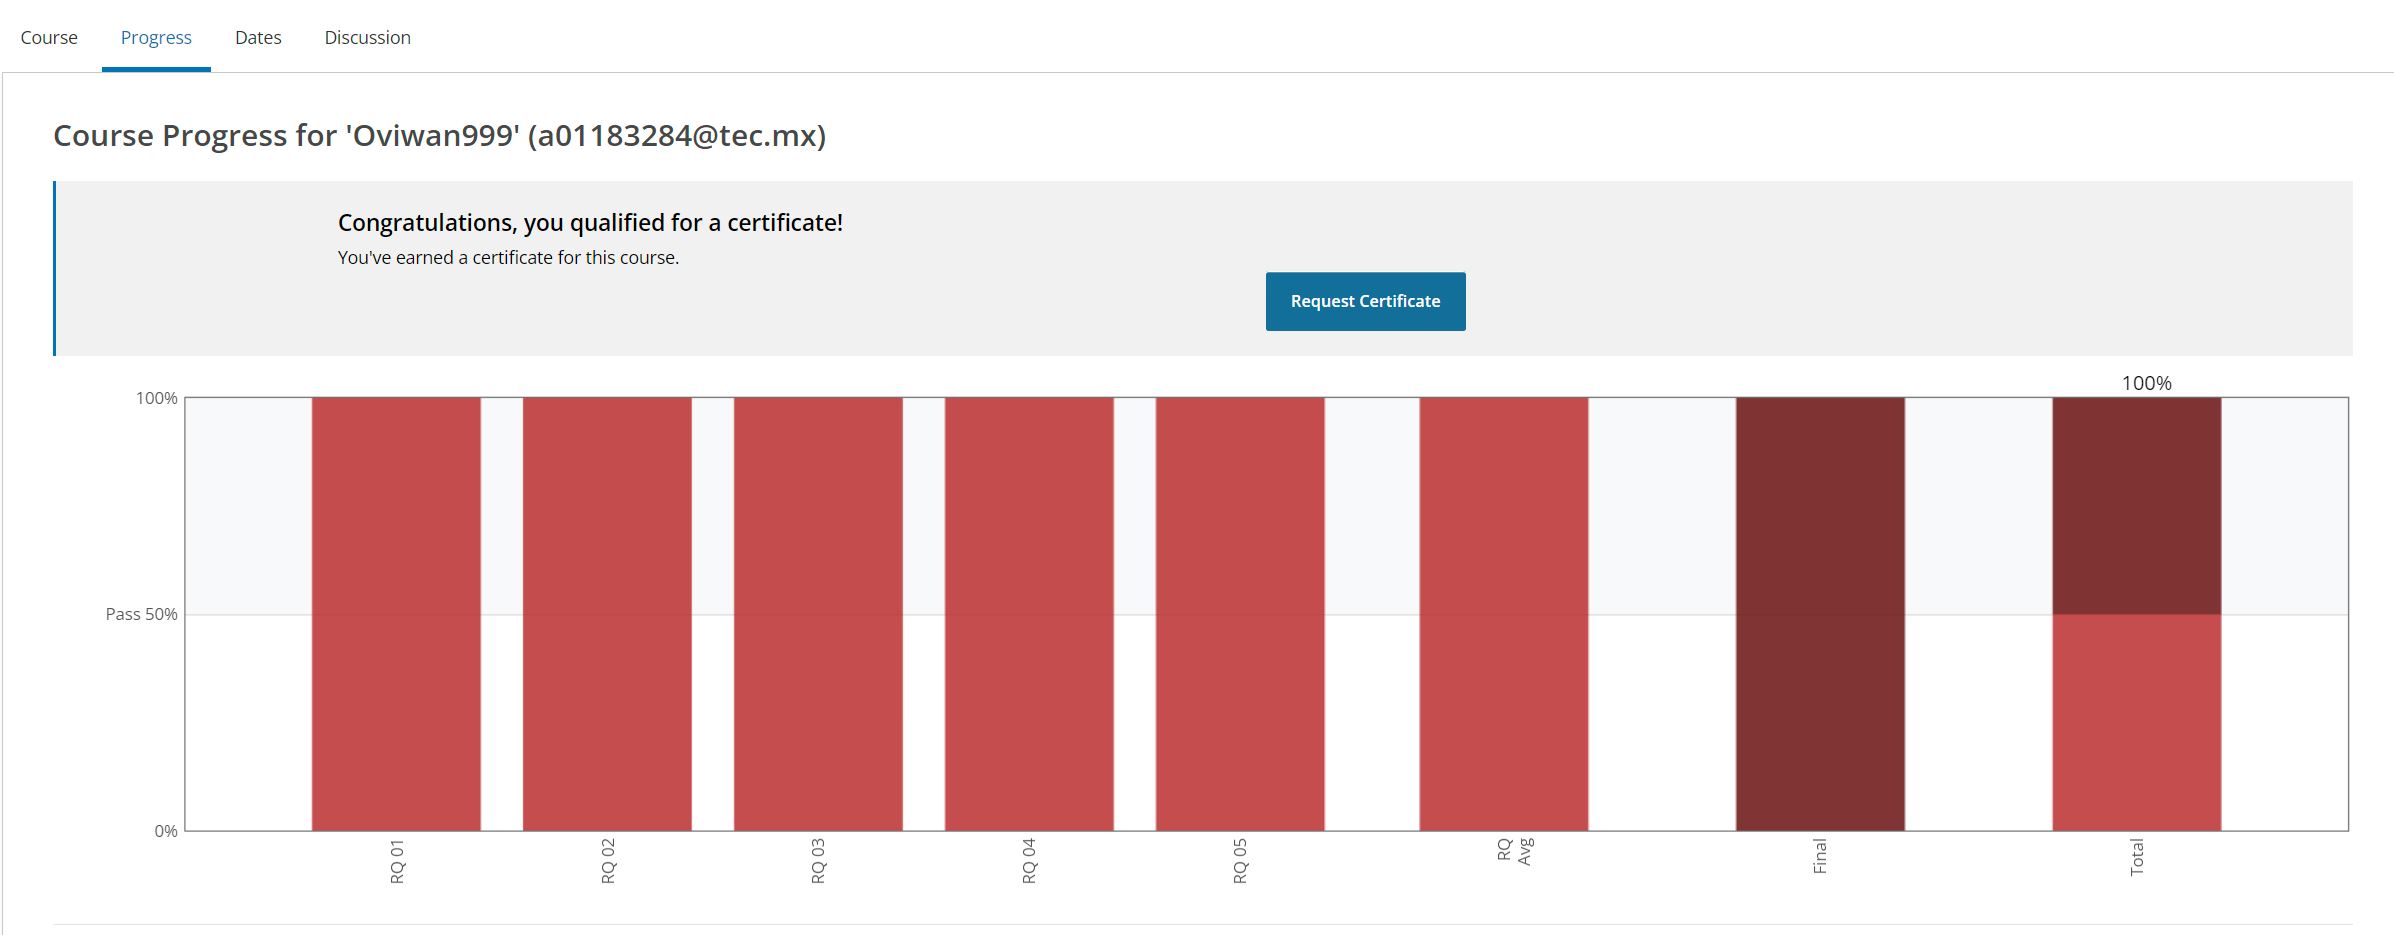 Course Progress Dates Discussion
Course Progress for 'Oviwan999' (a01183284@tec.mx)
Congratulations, you qualified for a certificate!
You've earned a certificate for this course.
Request Certificate
100%
100%
Pass 50%
0%
RQ 01
RQ 02
RQ 03
RQ 04
RQ 05
RQ
Avg
Final
Total